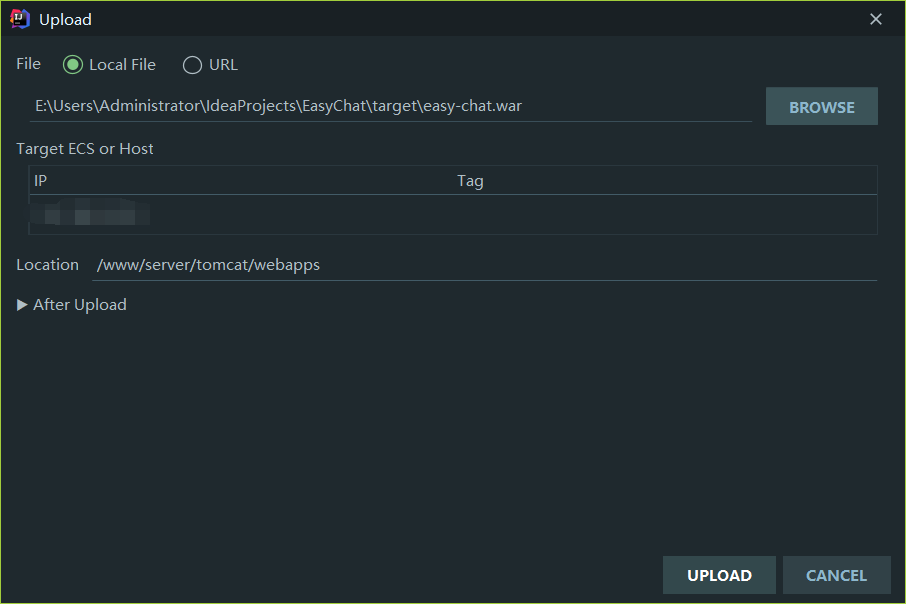 Upload
File Local File URL
E:\Users\Administrator\IdeaProjects\EasyChat\target\easy-chat.war BROWSE
Target ECS or Host
IP Tag
Location /www/server/tomcat/webapps
After Upload
UPLOAD CANCEL